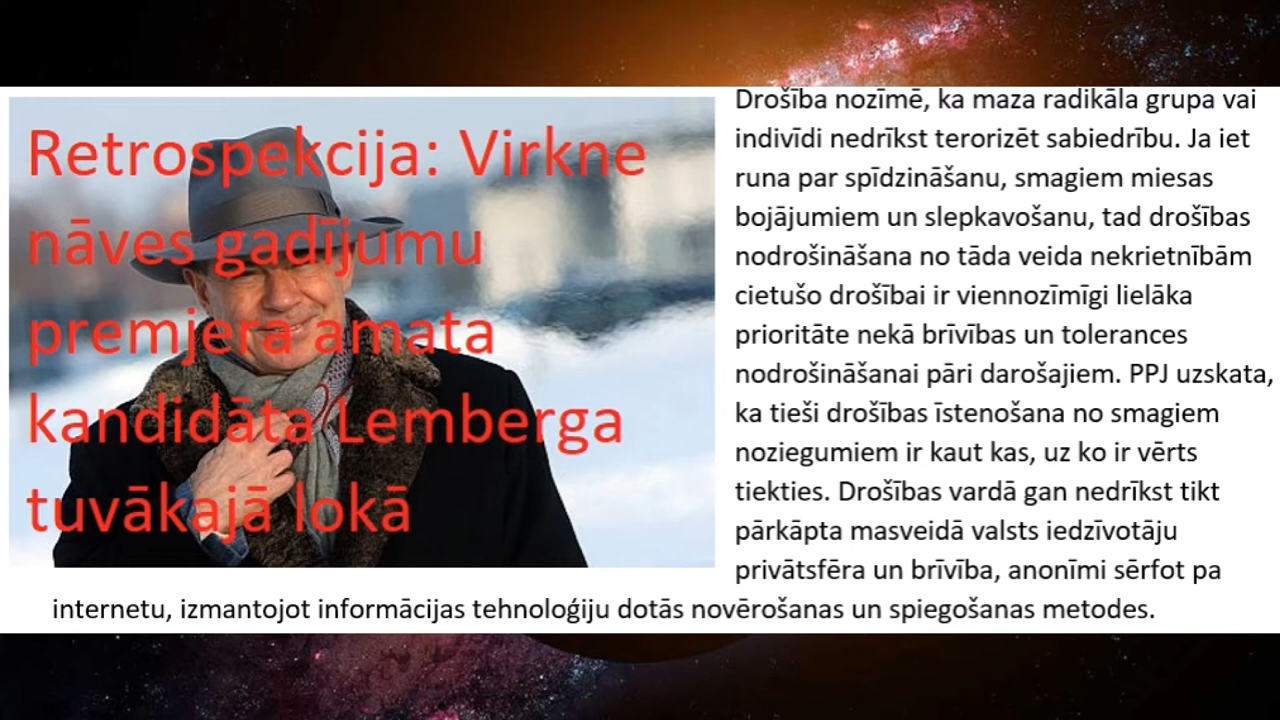 Retrospekcija: Virkne
nāves gadījumu
premjera amata
kandidāta Lemberga
tuvākajā lokā
Drošība nozīmē, ka maza radikāla grupa vai
indivīdi nedrīkst terorizēt sabiedrību. Ja iet
runa par spīdzināšanu, smagiem miesas
bojājumiem un slepkavošanu, tad drošības
nodrošināšana no tāda veida nekrietnībām
cietušo drošībai ir viennozīmīgi lielāka
prioritāte nekā brīvības un tolerances
nodrošināšanai pāri darošajiem. PPJ uzskata,
ka tieši drošības īstenošana no smagiem
noziegumiem ir kaut kas, uz ko ir vērts
tiekties. Drošības vardā gan nedrīkst tikt
pārkāpta masveidā valsts iedzīvotāju
privātsfēra un brīvība, anonīmi sērfot pa
internetu, izmantojot informācijas tehnoloģiju dotās novērošanas un spiegošanas metodes.